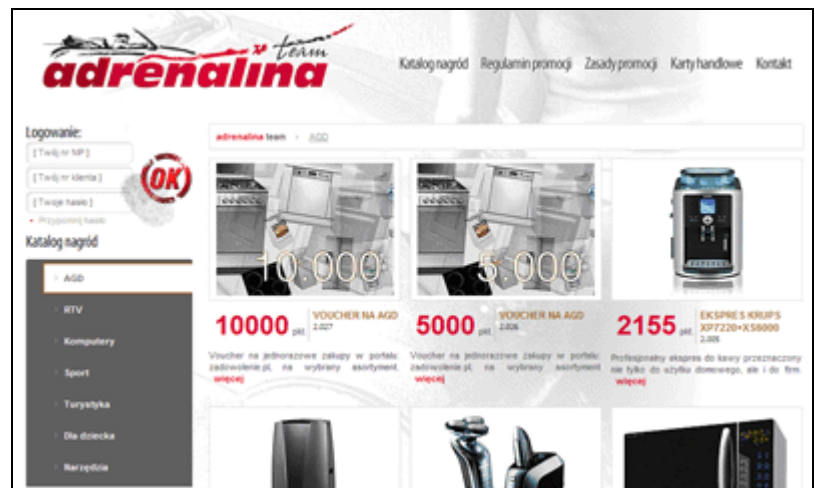 team
adrenalina
Katalog nagród Regulamin promocji Zasady promocji Karty handlowe Kontakt
Logowanie:
[ Twój nr NP ]
[ Twój nr klienta ]
[ Twoje hasło ]
OK
Przypomnij hasło
Katalog nagród
AGD
RTV
Komputery
Sport
Turystyka
Dla dziecka
Narzędzia
adrenalina team › AGD
10.000
10000 pkt.
VOUCHER NA AGD
2.027
Voucher na jednorazowe zakupy w portalu
zadowolenie.pl, na wybrany asortyment.
więcej
5.000
5000 pkt.
VOUCHER NA AGD
2.026
Voucher na jednorazowe zakupy w portalu
zadowolenie.pl, na wybrany asortyment
więcej
2155 pkt.
EKSPRES KRUPS
XP7220+XS6000
2.005
Profesjonalny ekspres do kawy przeznaczony
nie tylko do użytku domowego, ale i do firm.
więcej